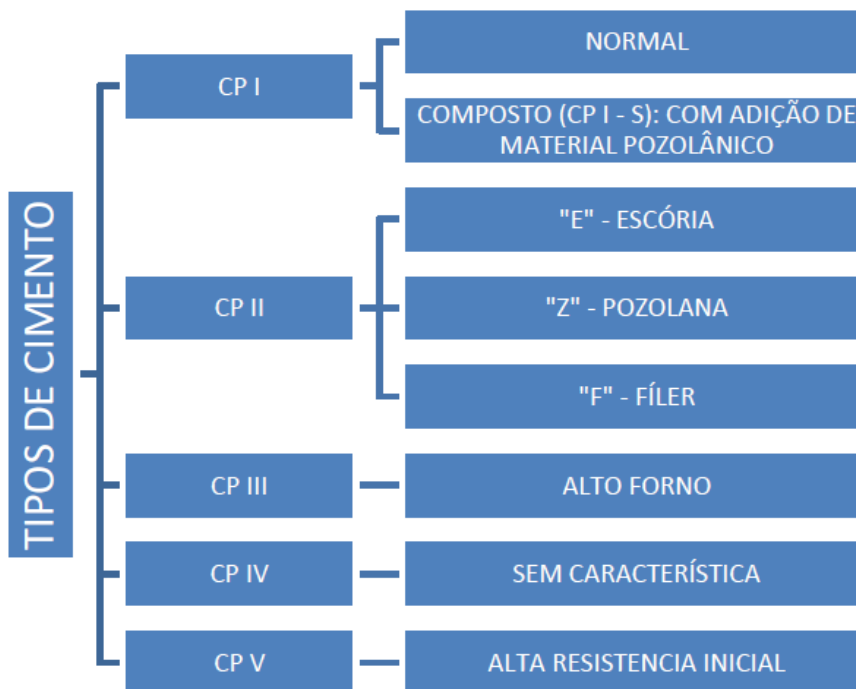 TIPOS DE CIMENTO
CP I
NORMAL
COMPOSTO (CP I - S): COM ADIÇÃO DE
MATERIAL POZOLÂNICO
CP II
"E" - ESCÓRIA
"Z" - POZOLANA
"F" - FÍLER
CP III
ALTO FORNO
CP IV
SEM CARACTERÍSTICA
CP V
ALTA RESISTENCIA INICIAL